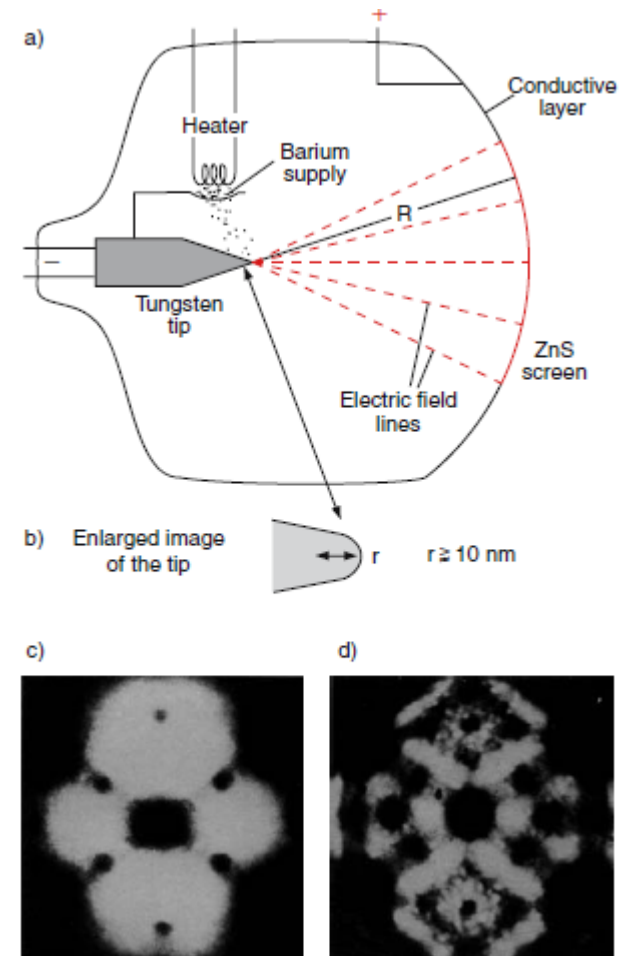 a)
+
Conductive
layer
Heater
Barium
supply
R
−
Tungsten
tip
ZnS
screen
Electric field
lines
b)
Enlarged image
of the tip
r
r ≧ 10 nm
c)
d)